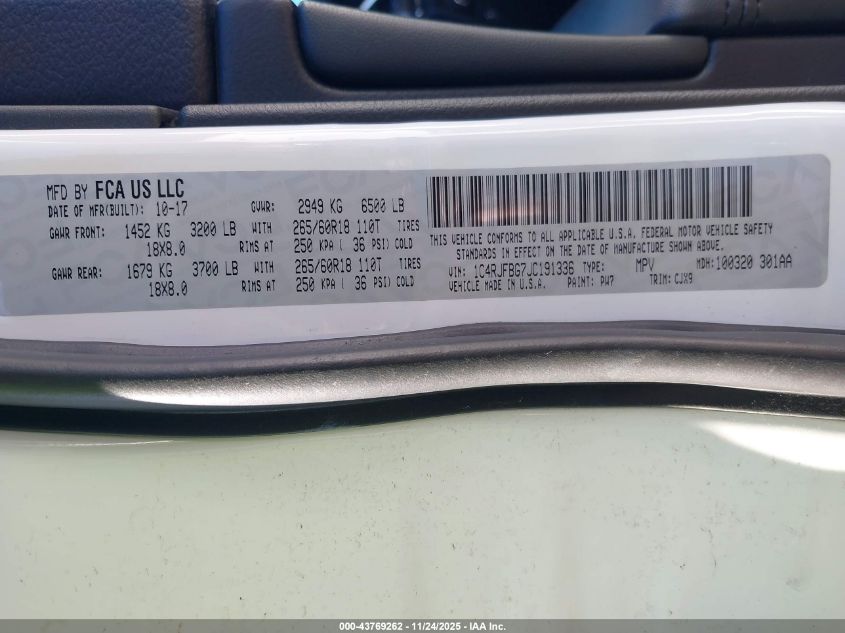 MFD BY FCA US LLC
DATE OF MFR(BUILT): 10-17 GVWR: 2949 KG 6500 LB
GAWR FRONT: 1452 KG 3200 LB WITH 265/60R18 110T TIRES
18X8.0 RIMS AT 250 KPA ( 36 PSI) COLD
GAWR REAR: 1679 KG 3700 LB WITH 265/60R18 110T TIRES
18X8.0 RIMS AT 250 KPA ( 36 PSI) COLD
THIS VEHICLE CONFORMS TO ALL APPLICABLE U.S.A. FEDERAL MOTOR VEHICLE SAFETY
STANDARDS IN EFFECT ON THE DATE OF MANUFACTURE SHOWN ABOVE.
VIN: 1C4RJFBG7JC191336 TYPE: MPV MDH:100320 301AA
VEHICLE MADE IN U.S.A. PAINT: PW7 TRIM: CJX9
000-43769262 - 11/24/2025 - IAA Inc.